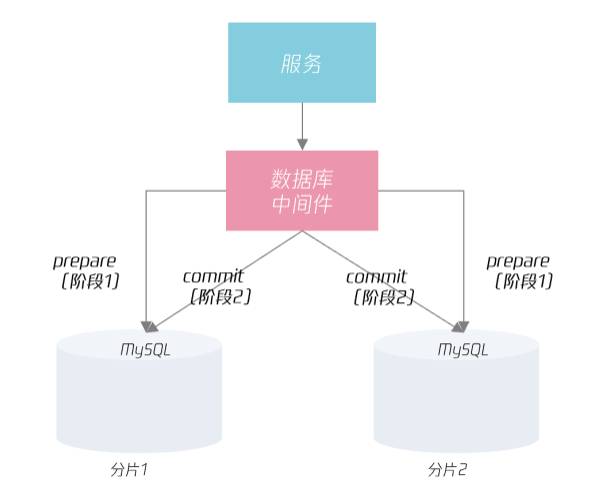 服务
数据库
中间件
prepare
(阶段1)
commit
(阶段2)
commit
(阶段2)
prepare
(阶段1)
MySQL
MySQL
分片1
分片2